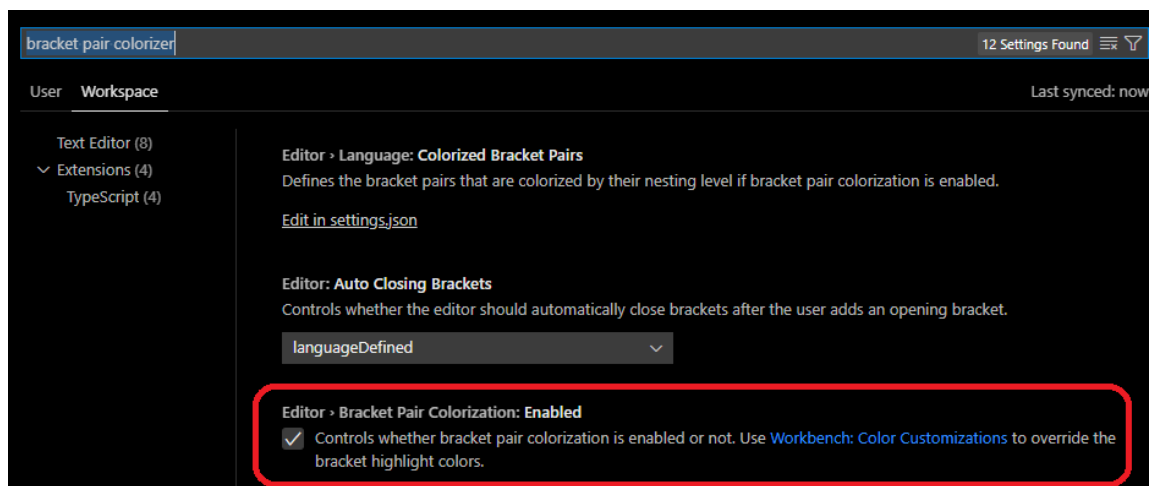 bracket pair colorizer
12 Settings Found
User Workspace
Last synced: now
Text Editor (8)
Extensions (4)
TypeScript (4)
Editor › Language: Colorized Bracket Pairs
Defines the bracket pairs that are colorized by their nesting level if bracket pair colorization is enabled.
Edit in settings.json
Editor: Auto Closing Brackets
Controls whether the editor should automatically close brackets after the user adds an opening bracket.
languageDefined
Editor › Bracket Pair Colorization: Enabled
Controls whether bracket pair colorization is enabled or not. Use Workbench: Color Customizations to override the
bracket highlight colors.